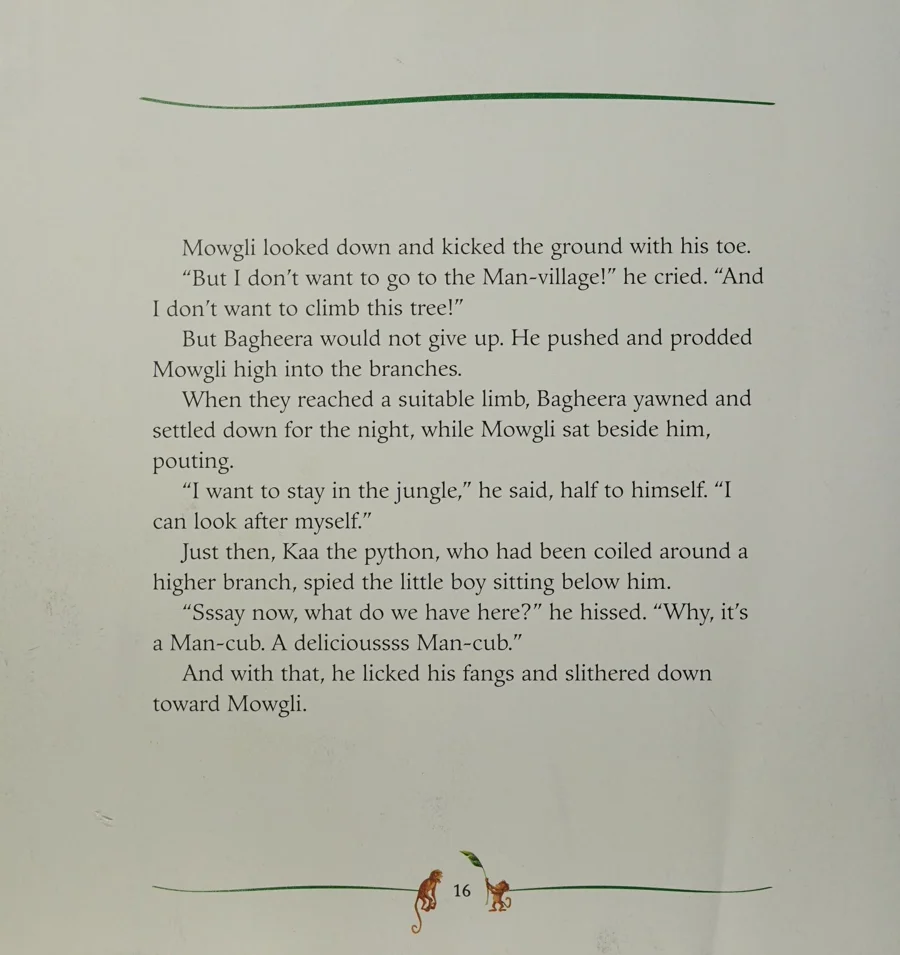 Mowgli looked down and kicked the ground with his toe.
“But I don’t want to go to the Man-village!” he cried. “And
I don’t want to climb this tree!”
But Bagheera would not give up. He pushed and prodded
Mowgli high into the branches.
When they reached a suitable limb, Bagheera yawned and
settled down for the night, while Mowgli sat beside him,
pouting.
“I want to stay in the jungle,” he said, half to himself. “I
can look after myself.”
Just then, Kaa the python, who had been coiled around a
higher branch, spied the little boy sitting below him.
“Sssay now, what do we have here?” he hissed. “Why, it’s
a Man-cub. A delicioussss Man-cub.”
And with that, he licked his fangs and slithered down
toward Mowgli.
16